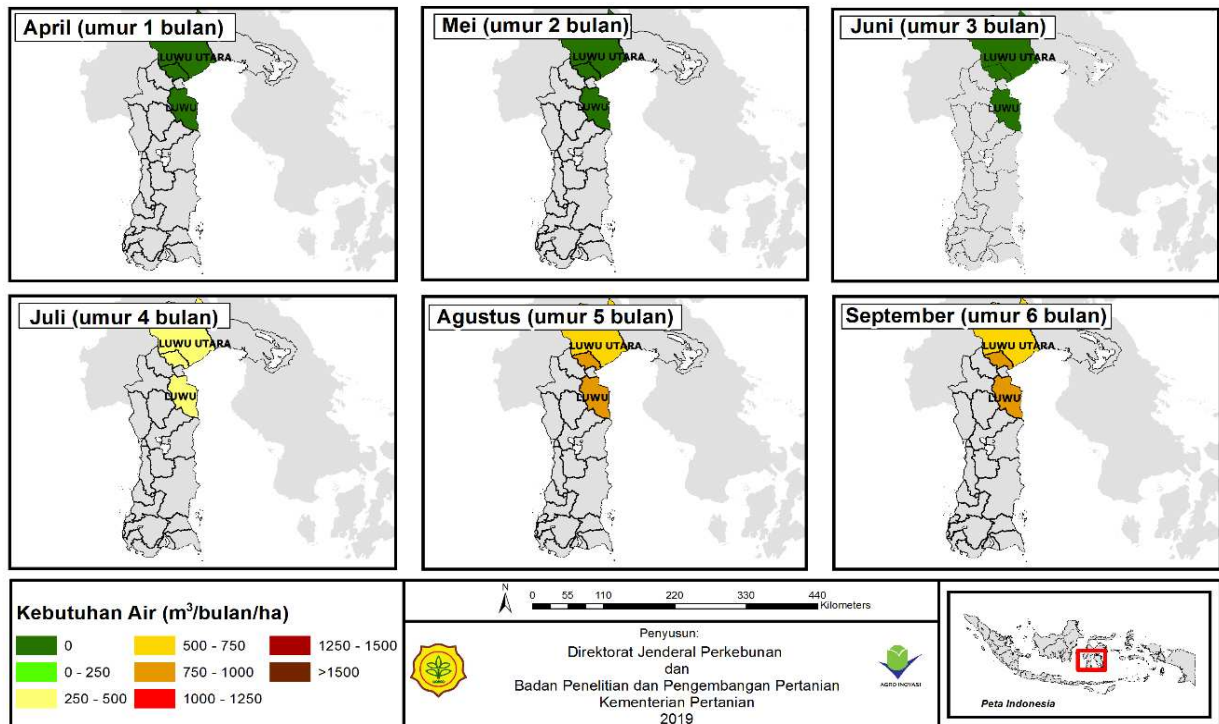 April (umur 1 bulan)
LUWU UTARA
LUWU
Mei (umur 2 bulan)
LUWU UTARA
LUWU
Juni (umur 3 bulan)
LUWU UTARA
LUWU
Juli (umur 4 bulan)
LUWU UTARA
LUWU
Agustus (umur 5 bulan)
LUWU UTARA
LUWU
September (umur 6 bulan)
LUWU UTARA
LUWU
Kebutuhan Air (m³/bulan/ha)
0
0 - 250
250 - 500
500 - 750
750 - 1000
1000 - 1250
1250 - 1500
>1500
N
0 55 110 220 330 440
Kilometers
Penyusun:
Direktorat Jenderal Perkebunan
dan
Badan Penelitian dan Pengembangan Pertanian
Kementerian Pertanian
2019
AGRO INOVASI
Peta Indonesia